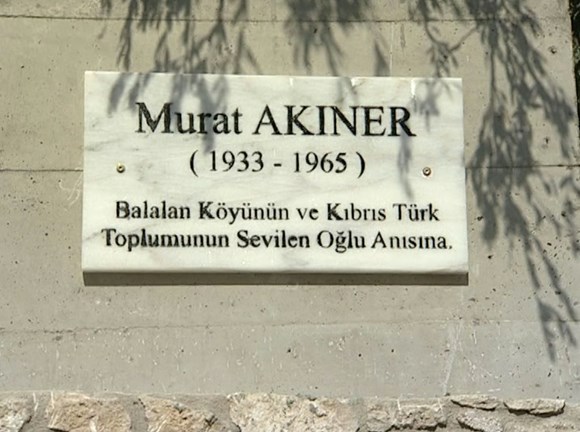 Murat AKINER
( 1933 - 1965 )
Balalan Köyünün ve Kıbrıs Türk
Toplumunun Sevilen Oğlu Anısına.